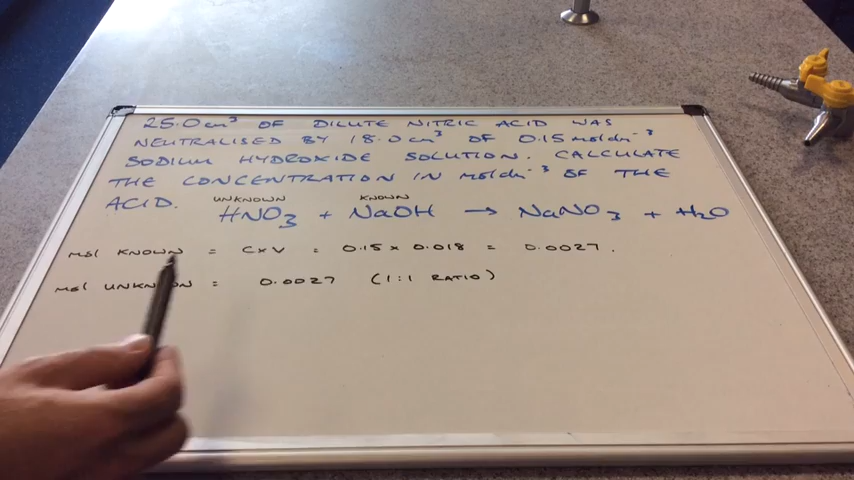 25.0cm³ OF DILUTE NITRIC ACID WAS
NEUTRALISED BY 18.0cm³ OF 0.15moldm⁻³
SODIUM HYDROXIDE SOLUTION. CALCULATE
THE CONCENTRATION IN moldm⁻³ OF THE
ACID.
UNKNOWN KNOWN
HNO₃ + NaOH → NaNO₃ + H₂O
mol KNOWN = C×V = 0.15 × 0.018 = 0.0027.
mol UNKNOWN = 0.0027 (1:1 RATIO)